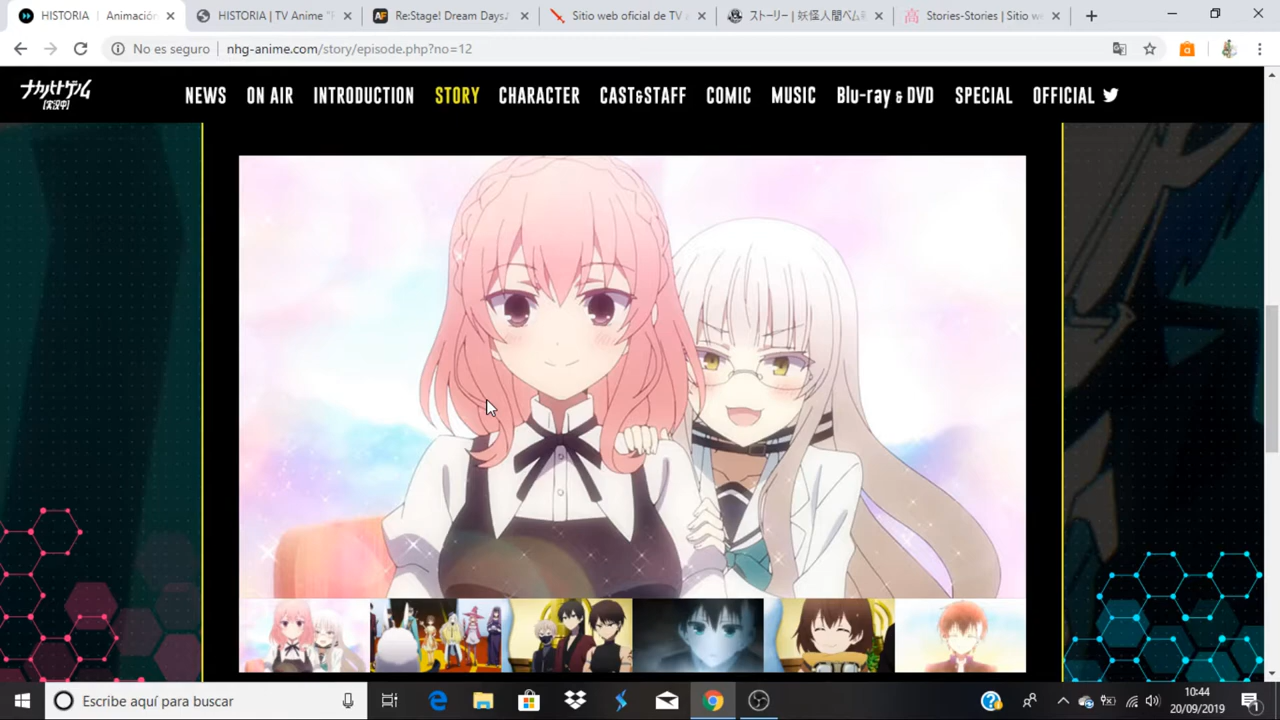 HISTORIA | Animación
HISTORIA | TV Anime "
Re:Stage! Dream Days♪
Sitio web oficial de TV a
ストーリー | 妖怪人間ベム
Stories-Stories | Sitio w
No es seguro
nhg-anime.com/story/episode.php?no=12
ナカノヒトゲノム
【実況中】
NEWS
ON AIR
INTRODUCTION
STORY
CHARACTER
CAST&STAFF
COMIC
MUSIC
Blu-ray & DVD
SPECIAL
OFFICIAL
Escribe aquí para buscar
10:44
20/09/2019
1